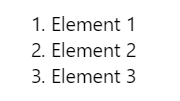 1. Element 1
2. Element 2
3. Element 3